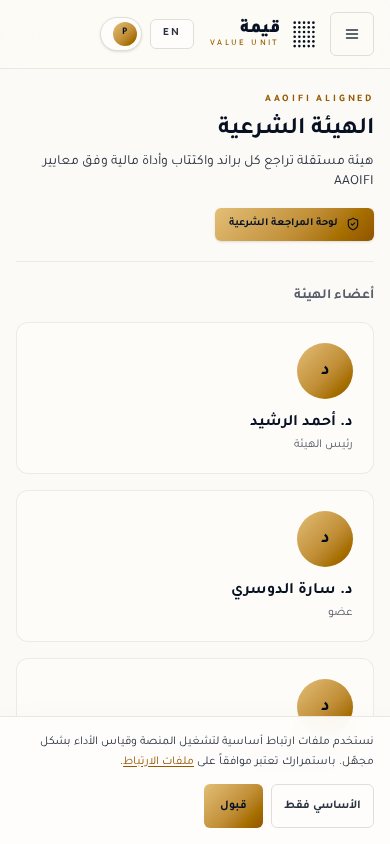 قيمة
VALUE UNIT
EN
P
AAOIFI ALIGNED
الهيئة الشرعية
هيئة مستقلة تراجع كل براند واكتتاب وأداة مالية وفق معايير
AAOIFI
لوحة المراجعة الشرعية
أعضاء الهيئة
د
د. أحمد الرشيد
رئيس الهيئة
د
د. سارة الدوسري
عضو
د
نستخدم ملفات ارتباط أساسية لتشغيل المنصة وقياس الأداء بشكل
مجهّل. باستمرارك تعتبر موافقاً على ملفات الارتباط.
الأساسي فقط
قبول